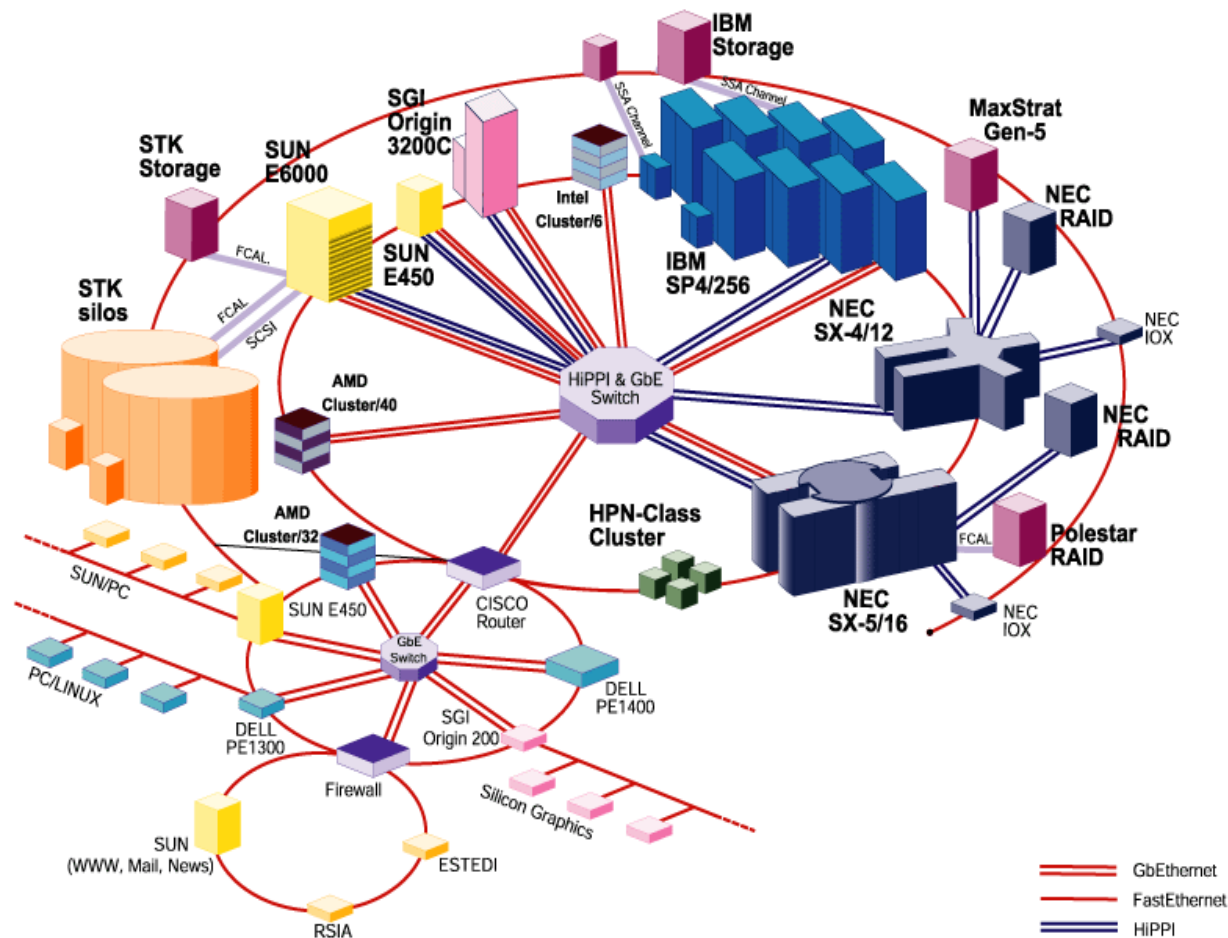 IBM
Storage
SSA Channel
SSA Channel
SGI
Origin
3200C
MaxStrat
Gen-5
STK
Storage
SUN
E6000
NEC
RAID
Intel
Cluster/6
FCAL.
SUN
E450
IBM
SP4/256
STK
silos
FCAL
SCSI
NEC
SX-4/12
NEC
IOX
HiPPI & GbE
Switch
AMD
Cluster/40
NEC
RAID
HPN-Class
Cluster
AMD
Cluster/32
FCAL
Polestar
RAID
SUN/PC
SUN E450
CISCO
Router
NEC
SX-5/16
NEC
IOX
GbE
Switch
PC/LINUX
DELL
PE1400
DELL
PE1300
SGI
Origin 200
Firewall
Silicon Graphics
SUN
(WWW, Mail, News)
ESTEDI
RSIA
GbEthernet
FastEthernet
HiPPI